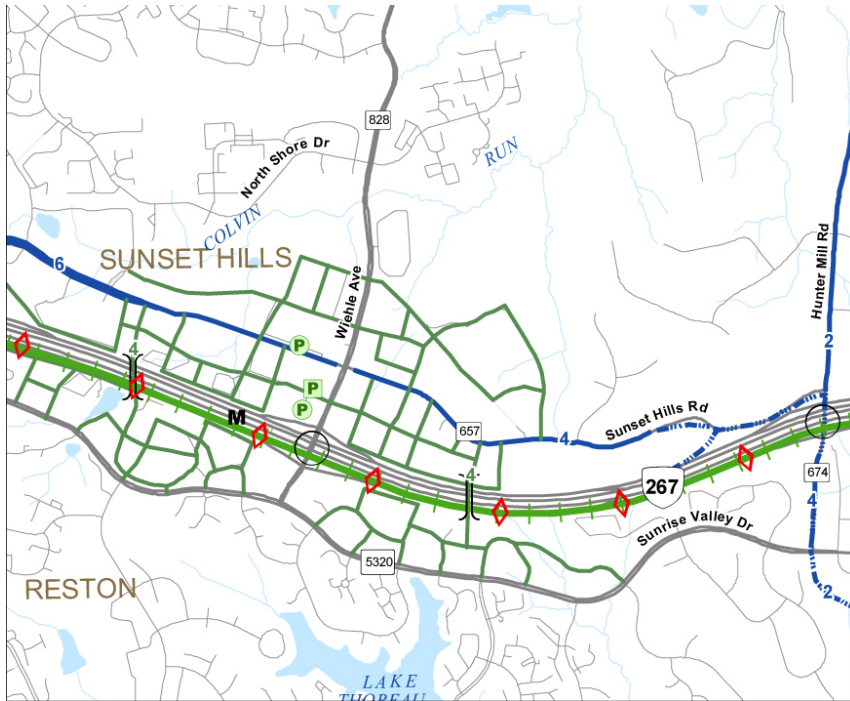 828
North Shore Dr
RUN
COLVIN
SUNSET HILLS
6
Wiehle Ave
Hunter Mill Rd
P
2
4
P
P
M
657
Sunset Hills Rd
4
4
267
674
4
Sunrise Valley Dr
5320
RESTON
2
LAKE
THOREAU